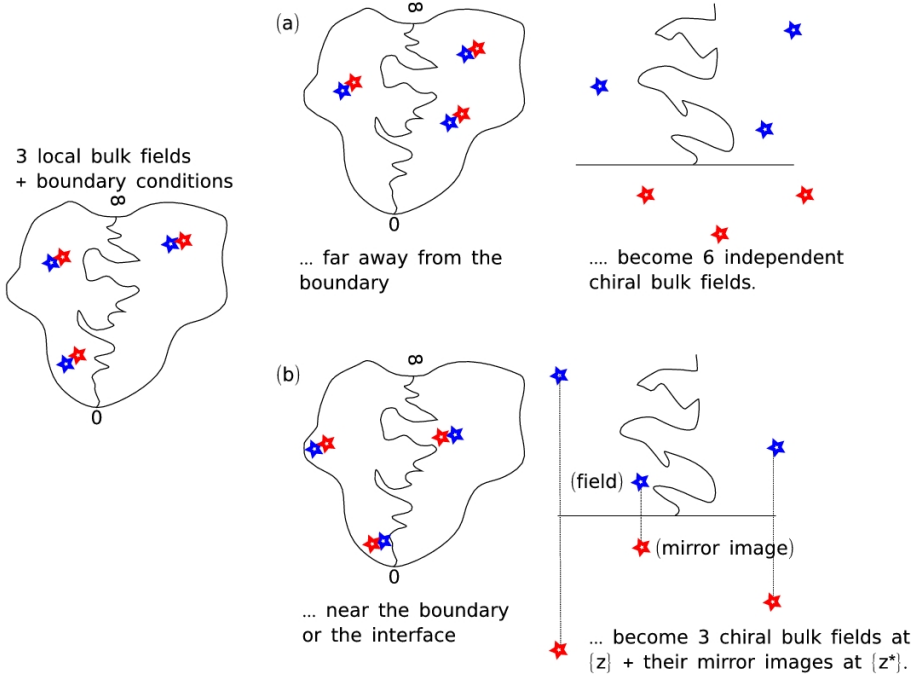 3 local bulk fields
+ boundary conditions
∞
0
(a)
∞
0
... far away from the
boundary
.... become 6 independent
chiral bulk fields.
(b)
∞
0
... near the boundary
or the interface
(field)
(mirror image)
... become 3 chiral bulk fields at
{z} + their mirror images at {z*}.